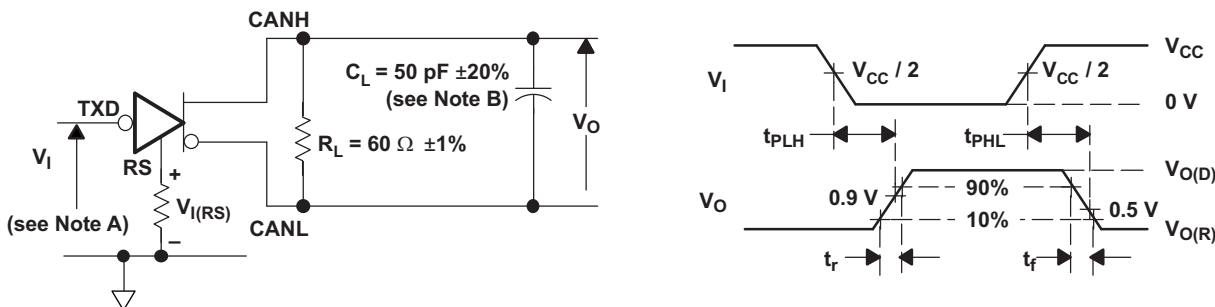 CANH
C_L = 50 pF ±20%
(see Note B)
TXD
V_O
V_I
RS
R_L = 60 Ω ±1%
+
V_I(RS)
(see Note A)
–
CANL
V_CC
V_I
V_CC / 2
V_CC / 2
0 V
t_PLH
t_PHL
V_O(D)
90%
0.9 V
V_O
0.5 V
10%
V_O(R)
t_r
t_f